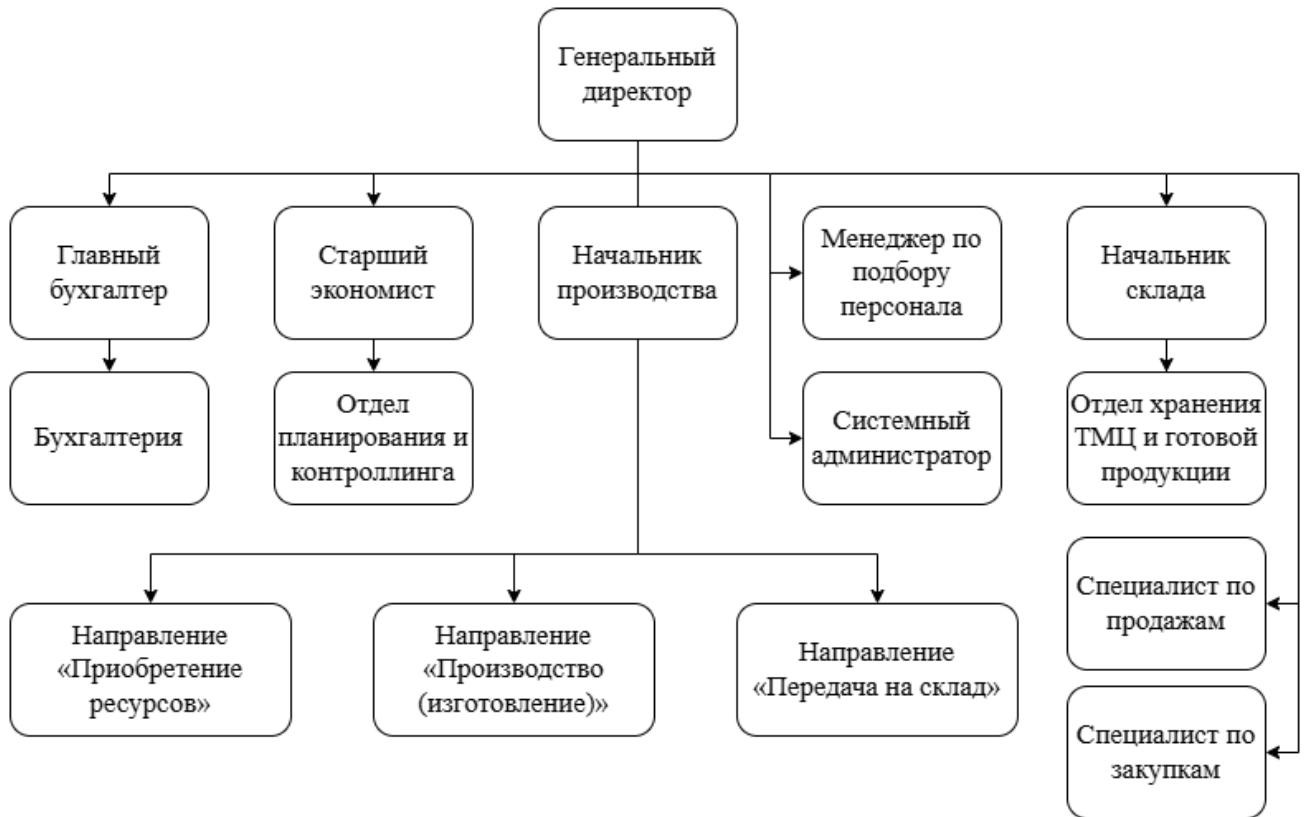 Генеральный
директор
Главный
бухгалтер
Старший
экономист
Начальник
производства
Менеджер по
подбору
персонала
Начальник
склада
Бухгалтерия
Отдел
планирования и
контроллинга
Системный
администратор
Отдел хранения
ТМЦ и готовой
продукции
Специалист по
продажам
Направление
«Приобретение
ресурсов»
Направление
«Производство
(изготовление)»
Направление
«Передача на склад»
Специалист по
закупкам